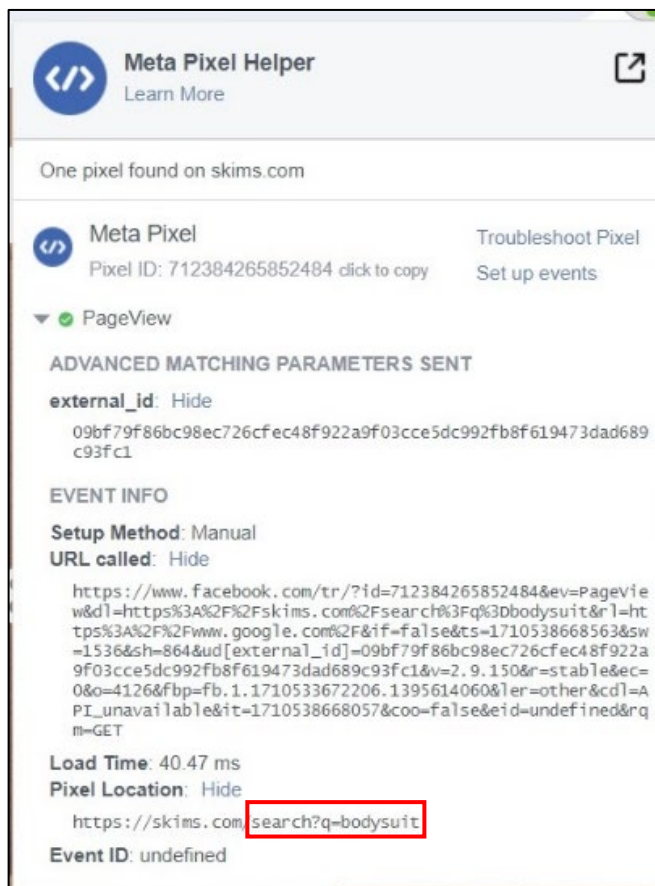 Meta Pixel Helper
Learn More
One pixel found on skims.com
Meta Pixel
Troubleshoot Pixel
Pixel ID: 712384265852484 click to copy
Set up events
PageView
ADVANCED MATCHING PARAMETERS SENT
external_id: Hide
09bf79f86bc98ec726cfec48f922a9f03cce5dc992fb8f619473dad689
c93fc1
EVENT INFO
Setup Method: Manual
URL called: Hide
https://www.facebook.com/tr/?id=712384265852484&ev=PageVie
w&dl=https%3A%2F%2Fskims.com%2Fsearch%3Fq%3Dbodysuit&rl=ht
tps%3A%2F%2Fwww.google.com%2F&if=false&ts=1710538668563&sw
=1536&sh=864&ud[external_id]=09bf79f86bc98ec726cfec48f922a
9f03cce5dc992fb8f619473dad689c93fc1&v=2.9.150&r=stable&ec=
0&o=4126&fbp=fb.1.1710533672206.1395614060&ler=other&cdl=A
PI_unavailable&it=1710538668057&coo=false&eid=undefined&rq
m=GET
Load Time: 40.47 ms
Pixel Location: Hide
https://skims.com/search?q=bodysuit
Event ID: undefined